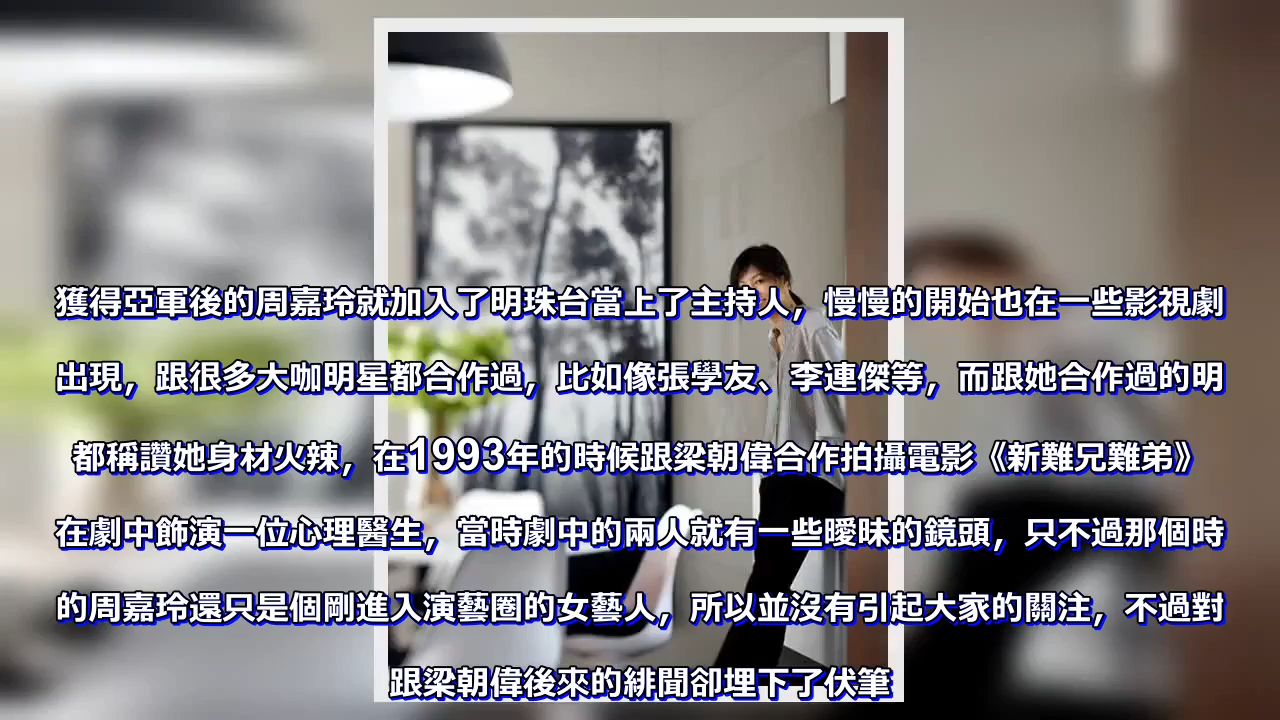 獲得亞軍後的周嘉玲就加入了明珠台當上了主持人，慢慢的開始也在一些影視劇
出現，跟很多大咖明星都合作過，比如像張學友、李連傑等，而跟她合作過的明
都稱讚她身材火辣，在1993年的時候跟梁朝偉合作拍攝電影《新難兄難弟》
在劇中飾演一位心理醫生，當時劇中的兩人就有一些曖昧的鏡頭，只不過那個時
的周嘉玲還只是個剛進入演藝圈的女藝人，所以並沒有引起大家的關注，不過對
跟梁朝偉後來的緋聞卻埋下了伏筆